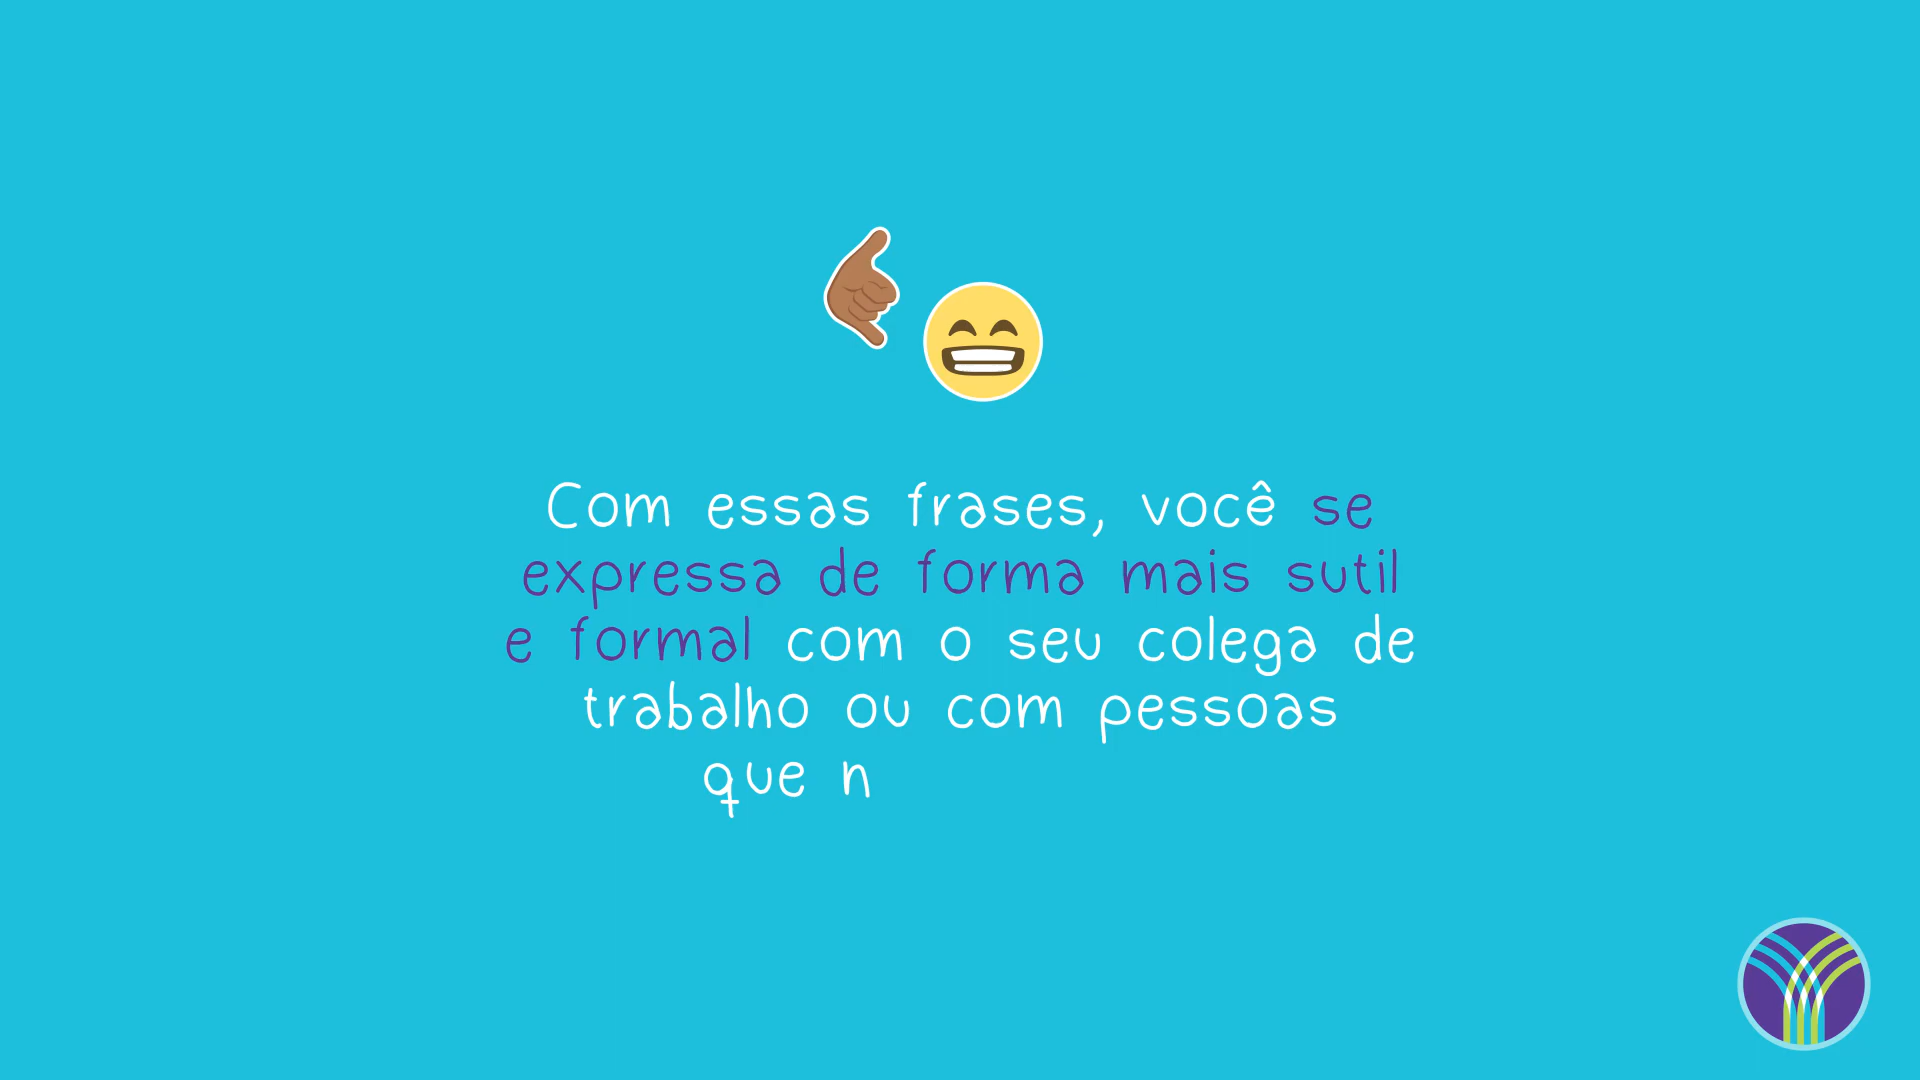 Com essas frases, você se
expressa de forma mais sutil
e formal com o seu colega de
trabalho ou com pessoas
que n